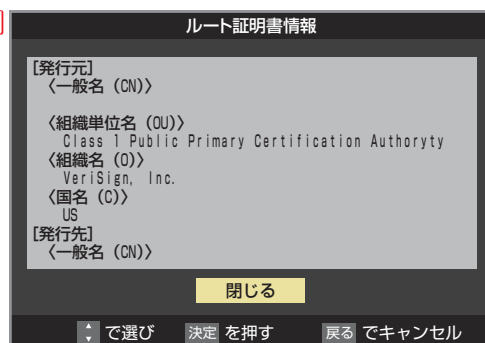 ルート証明書情報
[発行元]
〈一般名（CN）〉
〈組織単位名（OU）〉
Class 1 Public Primary Certification Authoryty
〈組織名（O）〉
VeriSign, Inc.
〈国名（C）〉
US
[発行先]
〈一般名（CN）〉
閉じる
で選び 決定 を押す 戻る でキャンセル